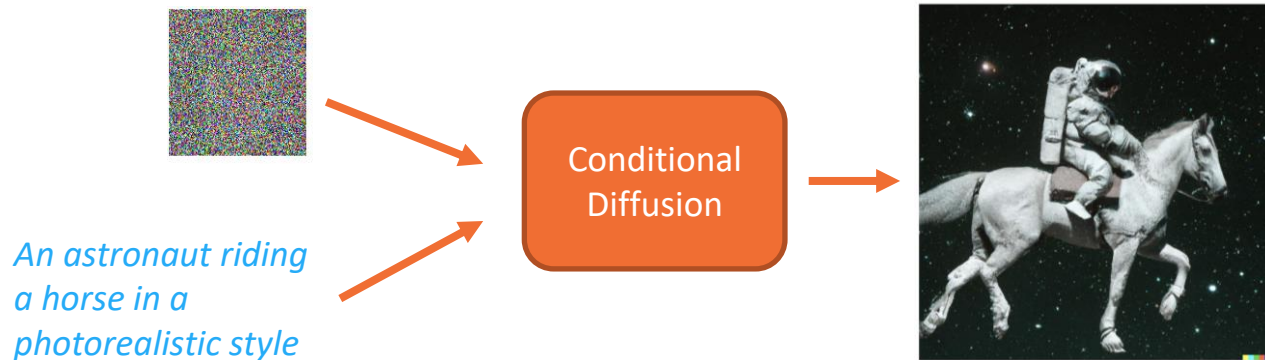 An astronaut riding
a horse in a
photorealistic style
Conditional
Diffusion